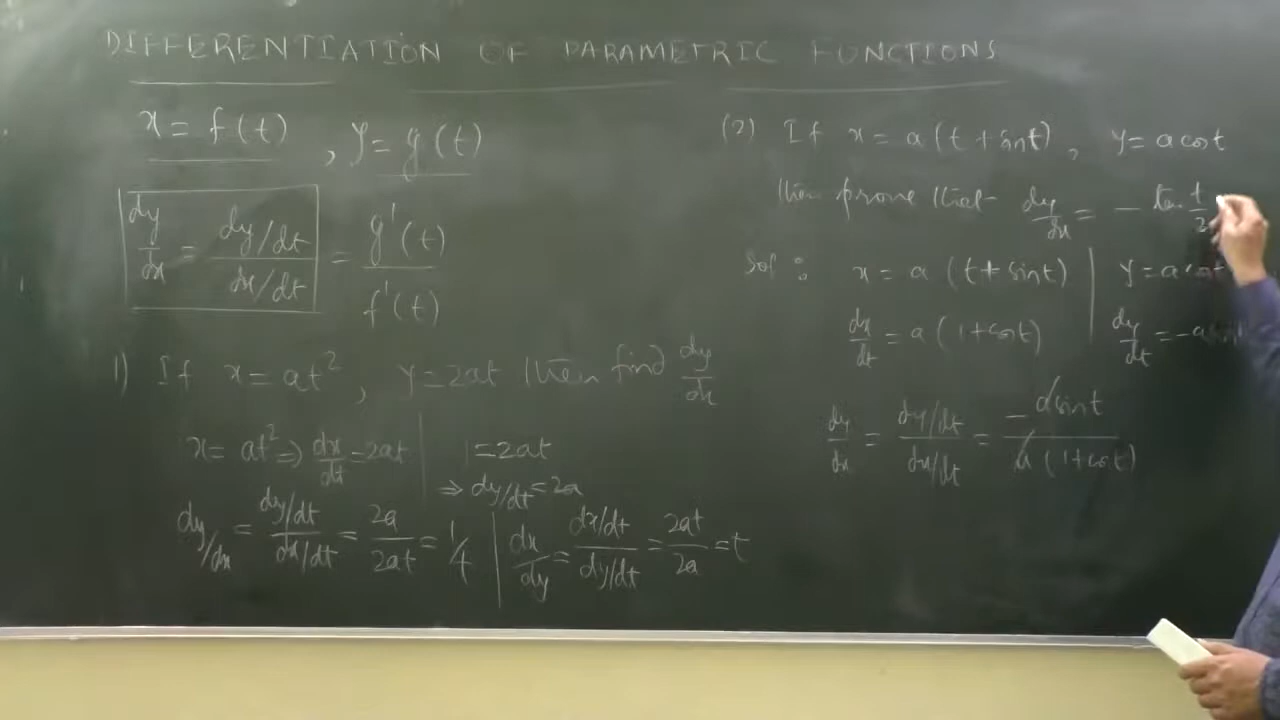 DIFFERENTIATION OF PARAMETRIC FUNCTIONS
x = f(t) , y = g(t)
dy/dx = (dy/dt)/(dx/dt) = g'(t)/f'(t)
1) If x = at², y = 2at then find dy/dx
x = at² ⇒ dx/dt = 2at | = 2at
⇒ dy/dt = 2a
dy/dx = (dy/dt)/(dx/dt) = 2a/2at = 1/t | dx/dy = (dx/dt)/(dy/dt) = 2at/2a = t
(2) If x = a(t + sint), y = a cost
then prove that dy/dx = - tan t/2
Sol : x = a (t + sint) | y = a cost
dx/dt = a (1 + cost) | dy/dt = - a
dy/dx = (dy/dt)/(dx/dt) = - a sint / a (1 + cost)